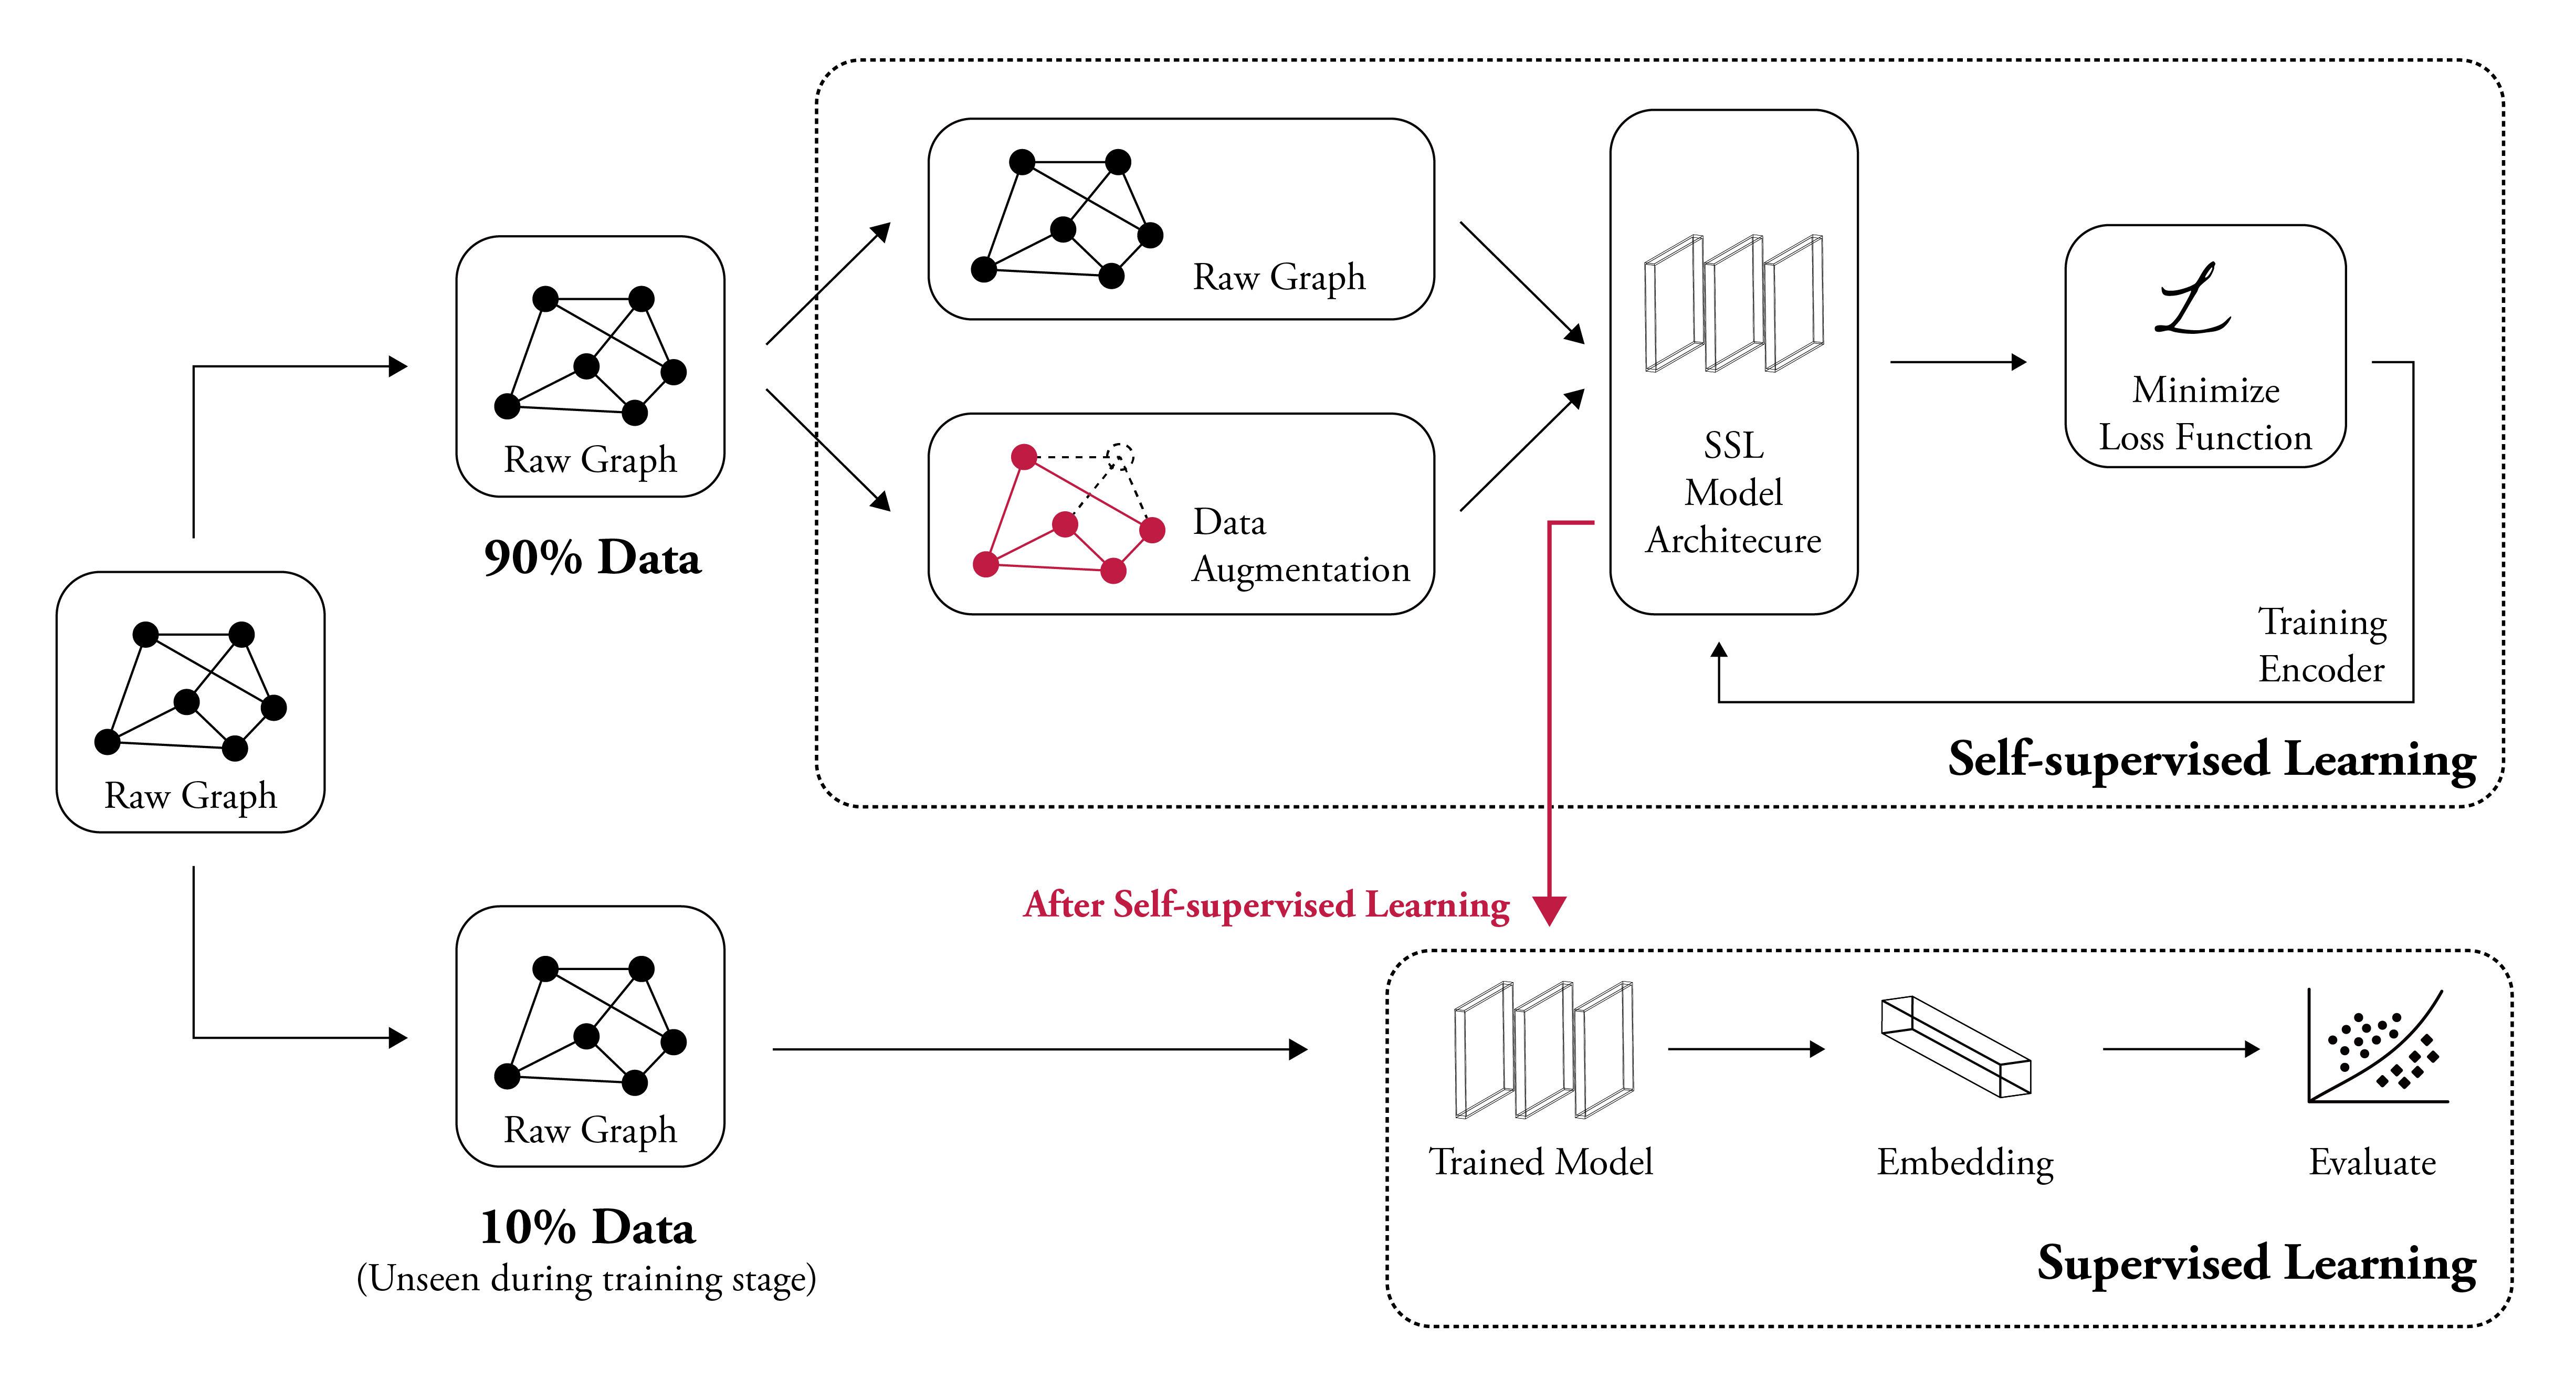 Raw Graph
Raw Graph
90% Data
Raw Graph
Data
Augmentation
SSL
Model
Architecure
ℒ
Minimize
Loss Function
Training
Encoder
Self-supervised Learning
After Self-supervised Learning
Raw Graph
10% Data
(Unseen during training stage)
Trained Model
Embedding
Evaluate
Supervised Learning